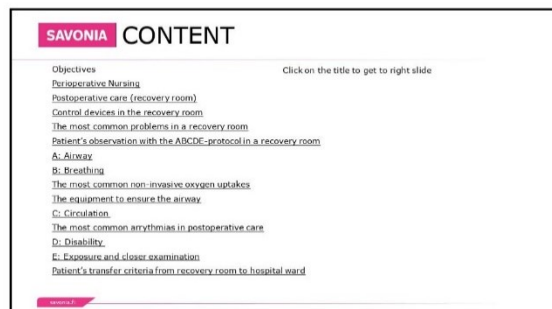 SAVONIA CONTENT
Objectives
Click on the title to get to right slide
Perioperative Nursing
Postoperative care (recovery room)
Control devices in the recovery room
The most common problems in a recovery room
Patient's observation with the ABCDE-protocol in a recovery room
A: Airway
B: Breathing
The most common non-invasive oxygen uptakes
The equipment to ensure the airway
C: Circulation
The most common arrythmias in postoperative care
D: Disability
E: Exposure and closer examination
Patient's transfer criteria from recovery room to hospital ward
savonia.fi